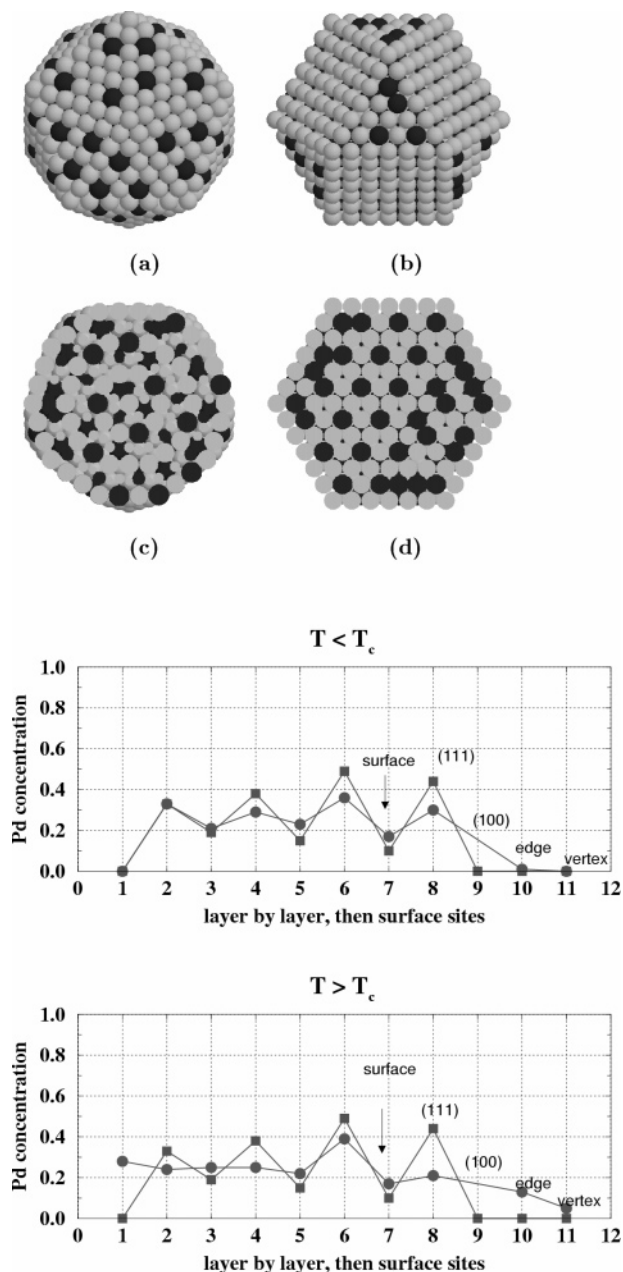 (a) (b)
(c) (d)
T < Tc
Pd concentration
1.0
0.8
0.6
0.4
0.2
0.0
surface
(111)
(100)
edge
vertex
0 1 2 3 4 5 6 7 8 9 10 11 12
layer by layer, then surface sites
T > Tc
Pd concentration
1.0
0.8
0.6
0.4
0.2
0.0
surface
(111)
(100)
edge
vertex
0 1 2 3 4 5 6 7 8 9 10 11 12
layer by layer, then surface sites